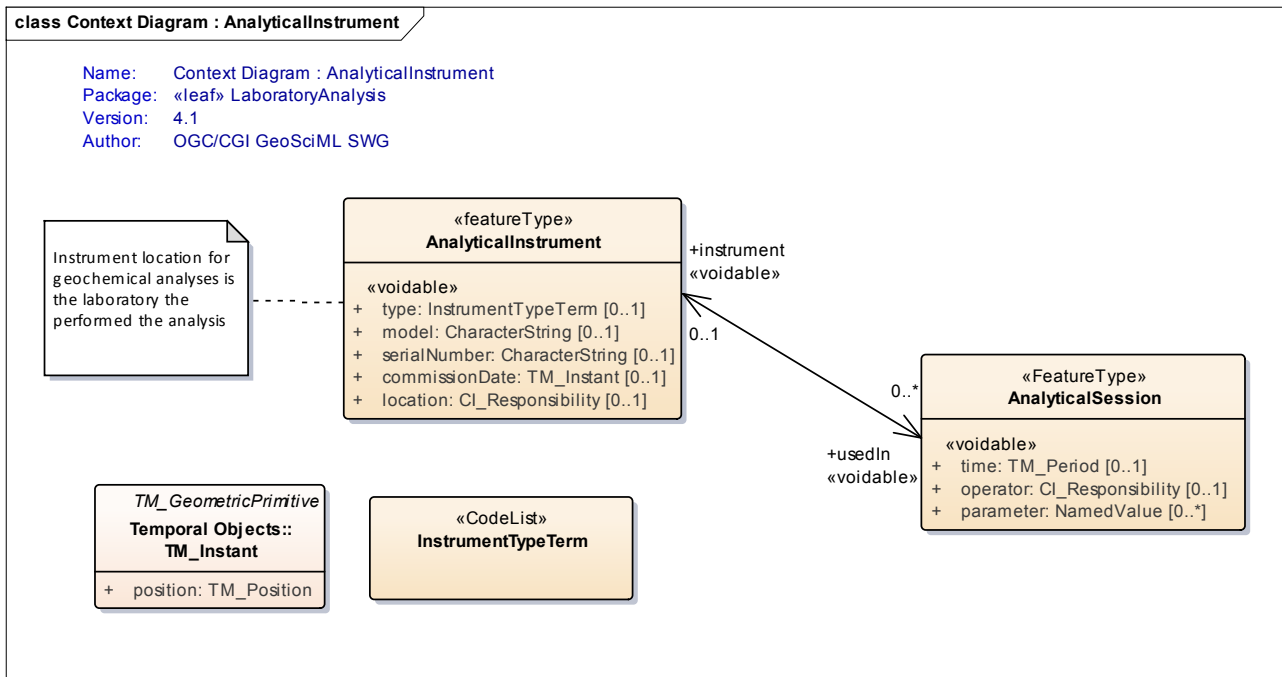 class Context Diagram : AnalyticalInstrument
Name: Context Diagram : AnalyticalInstrument
Package: «leaf» LaboratoryAnalysis
Version: 4.1
Author: OGC/CGI GeoSciML SWG
Instrument location for
geochemical analyses is
the laboratory the
performed the analysis
«featureType»
AnalyticalInstrument
«voidable»
+ type: InstrumentTypeTerm [0..1]
+ model: CharacterString [0..1]
+ serialNumber: CharacterString [0..1]
+ commissionDate: TM_Instant [0..1]
+ location: CI_Responsibility [0..1]
+instrument
«voidable»
0..1
0..*
+usedIn
«voidable»
«FeatureType»
AnalyticalSession
«voidable»
+ time: TM_Period [0..1]
+ operator: CI_Responsibility [0..1]
+ parameter: NamedValue [0..*]
TM_GeometricPrimitive
Temporal Objects::
TM_Instant
+ position: TM_Position
«CodeList»
InstrumentTypeTerm